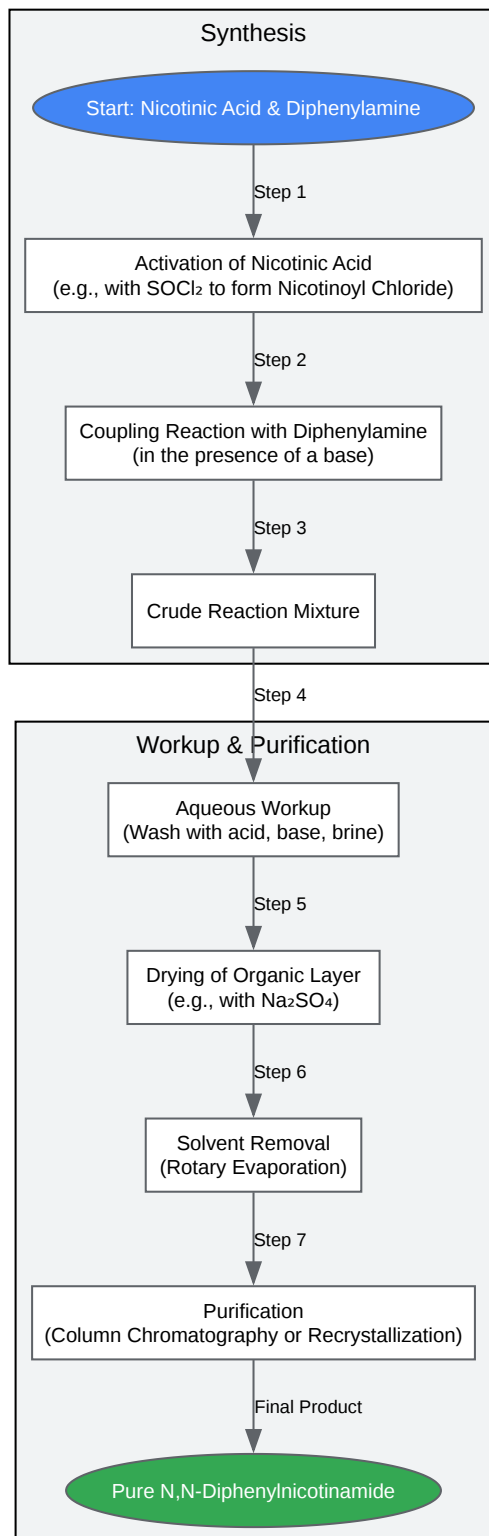 Synthesis
Start: Nicotinic Acid & Diphenylamine
Step 1
Activation of Nicotinic Acid
(e.g., with SOCl₂ to form Nicotinoyl Chloride)
Step 2
Coupling Reaction with Diphenylamine
(in the presence of a base)
Step 3
Crude Reaction Mixture
Step 4
Workup & Purification
Aqueous Workup
(Wash with acid, base, brine)
Step 5
Drying of Organic Layer
(e.g., with Na₂SO₄)
Step 6
Solvent Removal
(Rotary Evaporation)
Step 7
Purification
(Column Chromatography or Recrystallization)
Final Product
Pure N,N-Diphenylnicotinamide